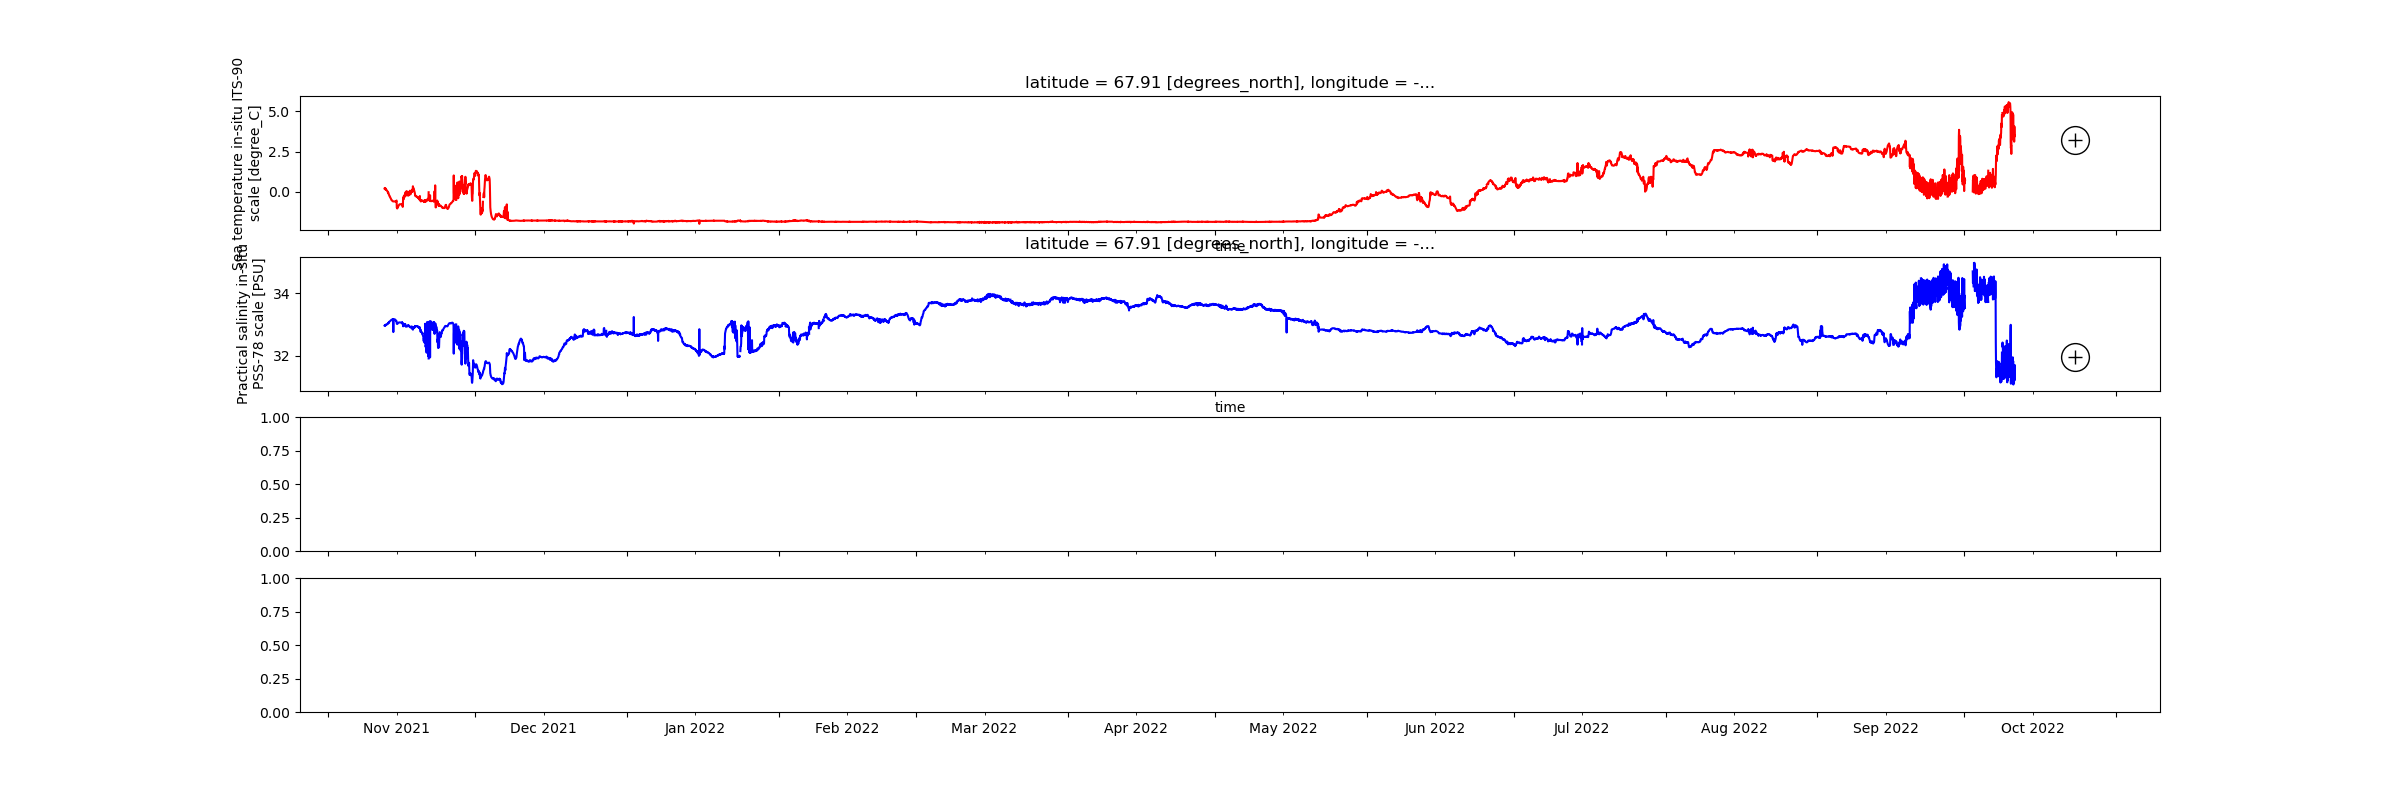 latitude = 67.91 [degrees_north], longitude = -...
Sea temperature in-situ ITS-90
scale [degree_C]
5.0
2.5
0.0
time
latitude = 67.91 [degrees_north], longitude = -...
Practical salinity in-situ
PSS-78 scale [PSU]
34
32
time
1.00
0.75
0.50
0.25
0.00
1.00
0.75
0.50
0.25
0.00
Nov 2021 Dec 2021 Jan 2022 Feb 2022 Mar 2022 Apr 2022 May 2022 Jun 2022 Jul 2022 Aug 2022 Sep 2022 Oct 2022